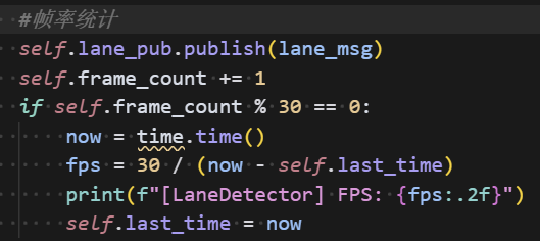 #帧率统计
self.lane_pub.publish(lane_msg)
self.frame_count += 1
if self.frame_count % 30 == 0:
    now = time.time()
    fps = 30 / (now - self.last_time)
    print(f"[LaneDetector] FPS: {fps:.2f}")
    self.last_time = now